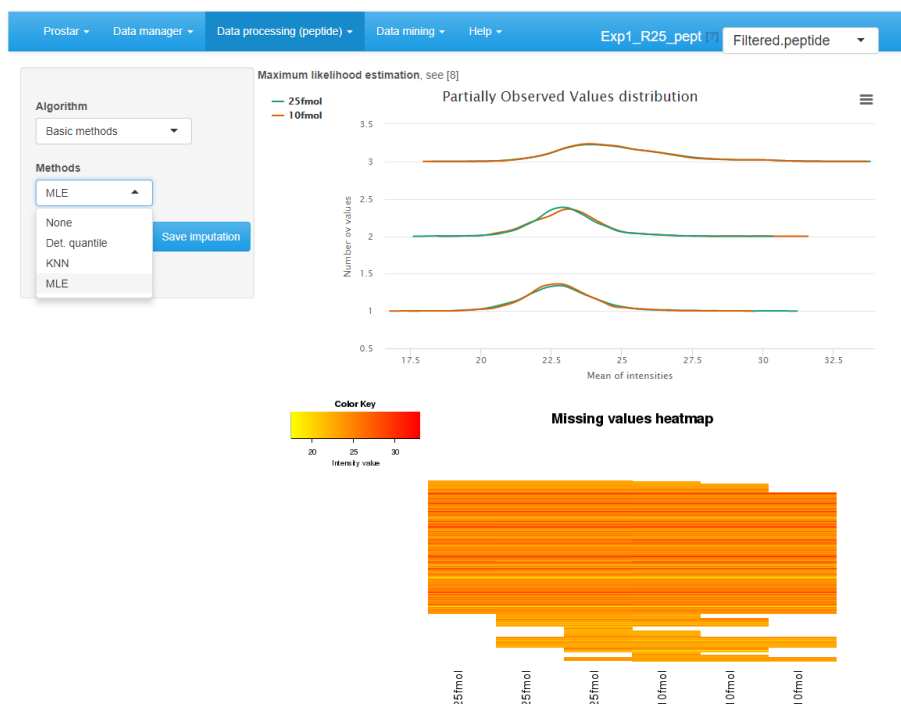 Prostar Data manager Data processing (peptide) Data mining Help Exp1_R25_pept [?] Filtered.peptide
Maximum likelihood estimation, see [8]
Algorithm
Basic methods
Methods
MLE
None
Det. quantile
KNN
MLE
Save imputation
25fmol
10fmol
Partially Observed Values distribution
Number ov values
3.5
3
2.5
2
1.5
1
0.5
17.5 20 22.5 25 27.5 30 32.5
Mean of intensities
Color Key
20 25 30
Intensity value
Missing values heatmap
25fmol
25fmol
25fmol
10fmol
10fmol
10fmol